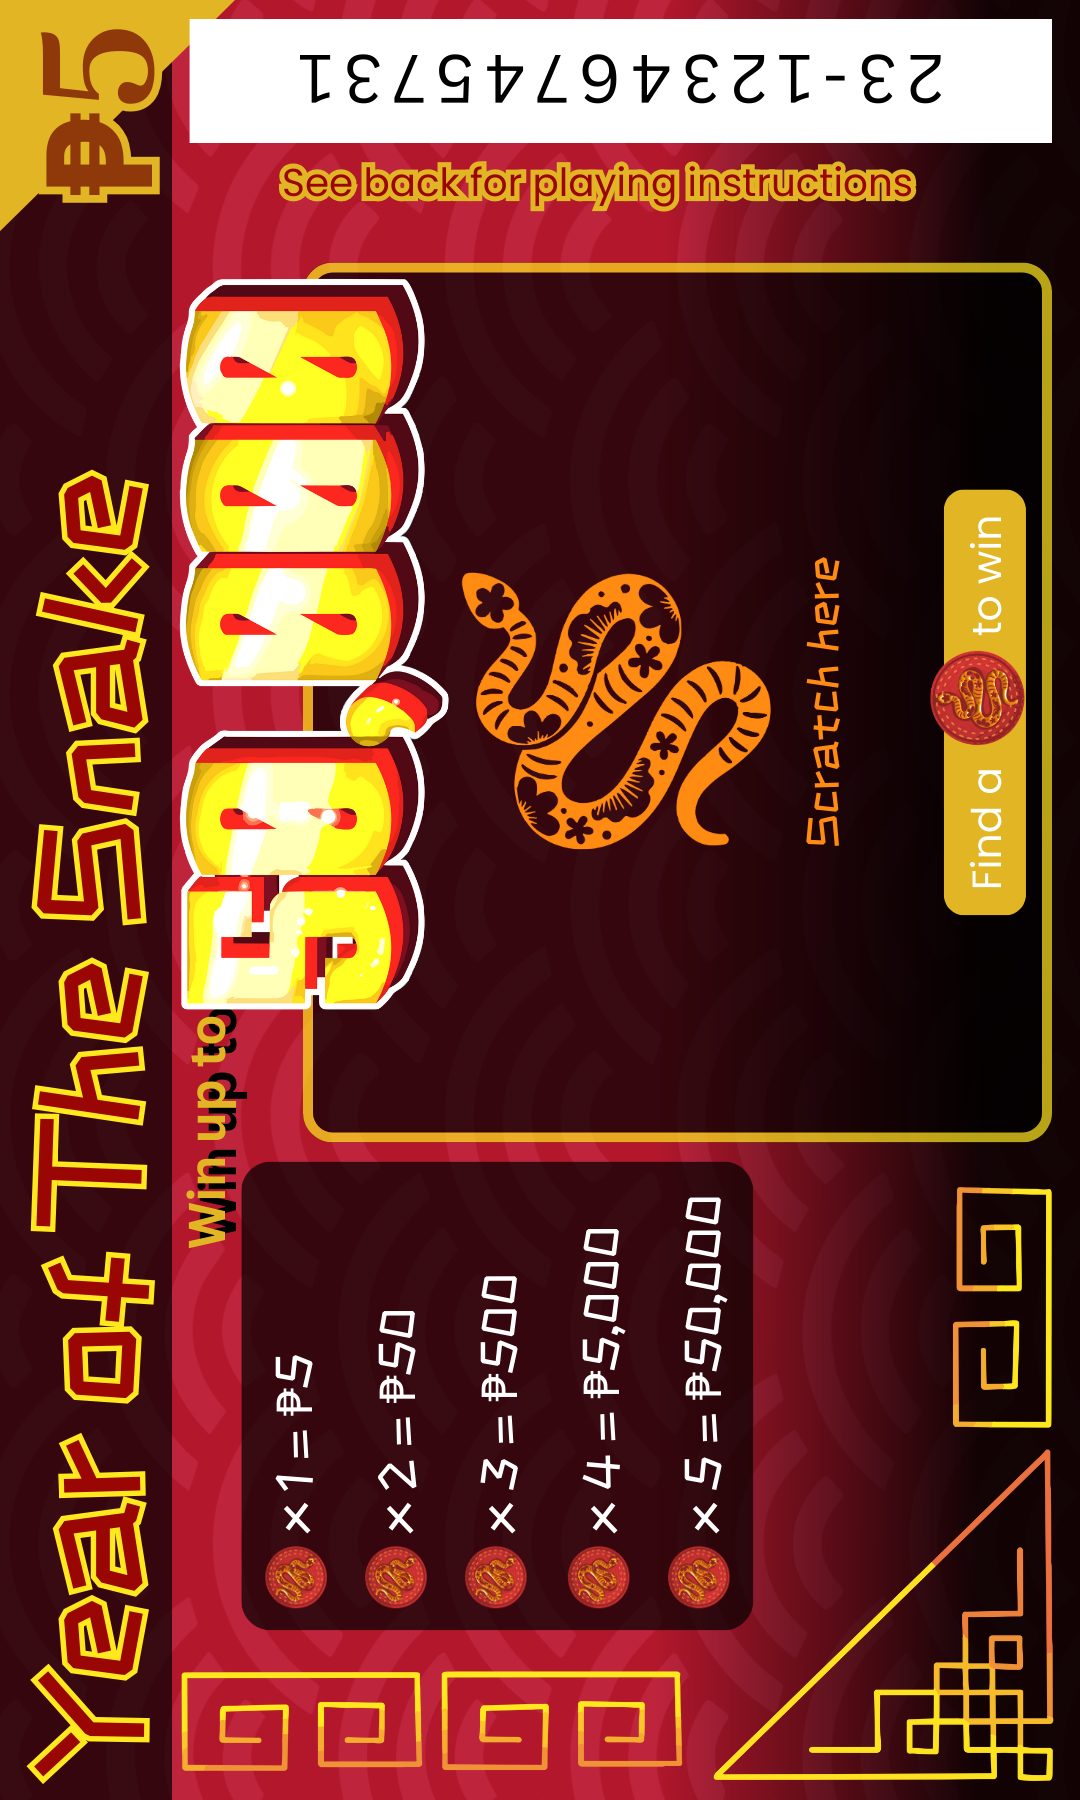 Year of The Snake
₱5
Win up to
50,000
23-12346745731
See back for playing instructions
× 1 = ₱5
× 2 = ₱50
× 3 = ₱500
× 4 = ₱5,000
× 5 = ₱50,000
Scratch here
Find a to win